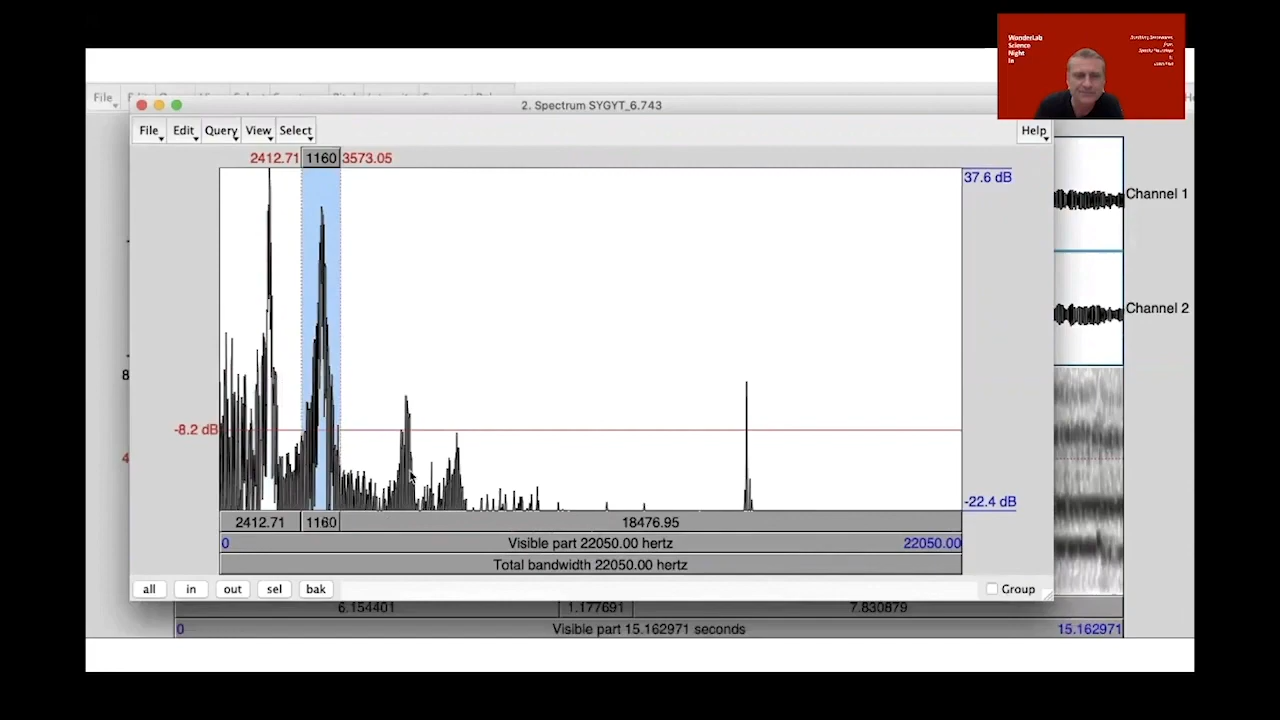 WonderLab
Science
Night
In
File
2. Spectrum SYGYT_6.743
File Edit Query View Select Help
2412.71 1160 3573.05
37.6 dB
Channel 1
Channel 2
8
-8.2 dB
4
-22.4 dB
2412.71 1160 18476.95
0 Visible part 22050.00 hertz 22050.00
Total bandwidth 22050.00 hertz
all in out sel bak Group
6.154401 1.177691 7.830879
0 Visible part 15.162971 seconds 15.162971